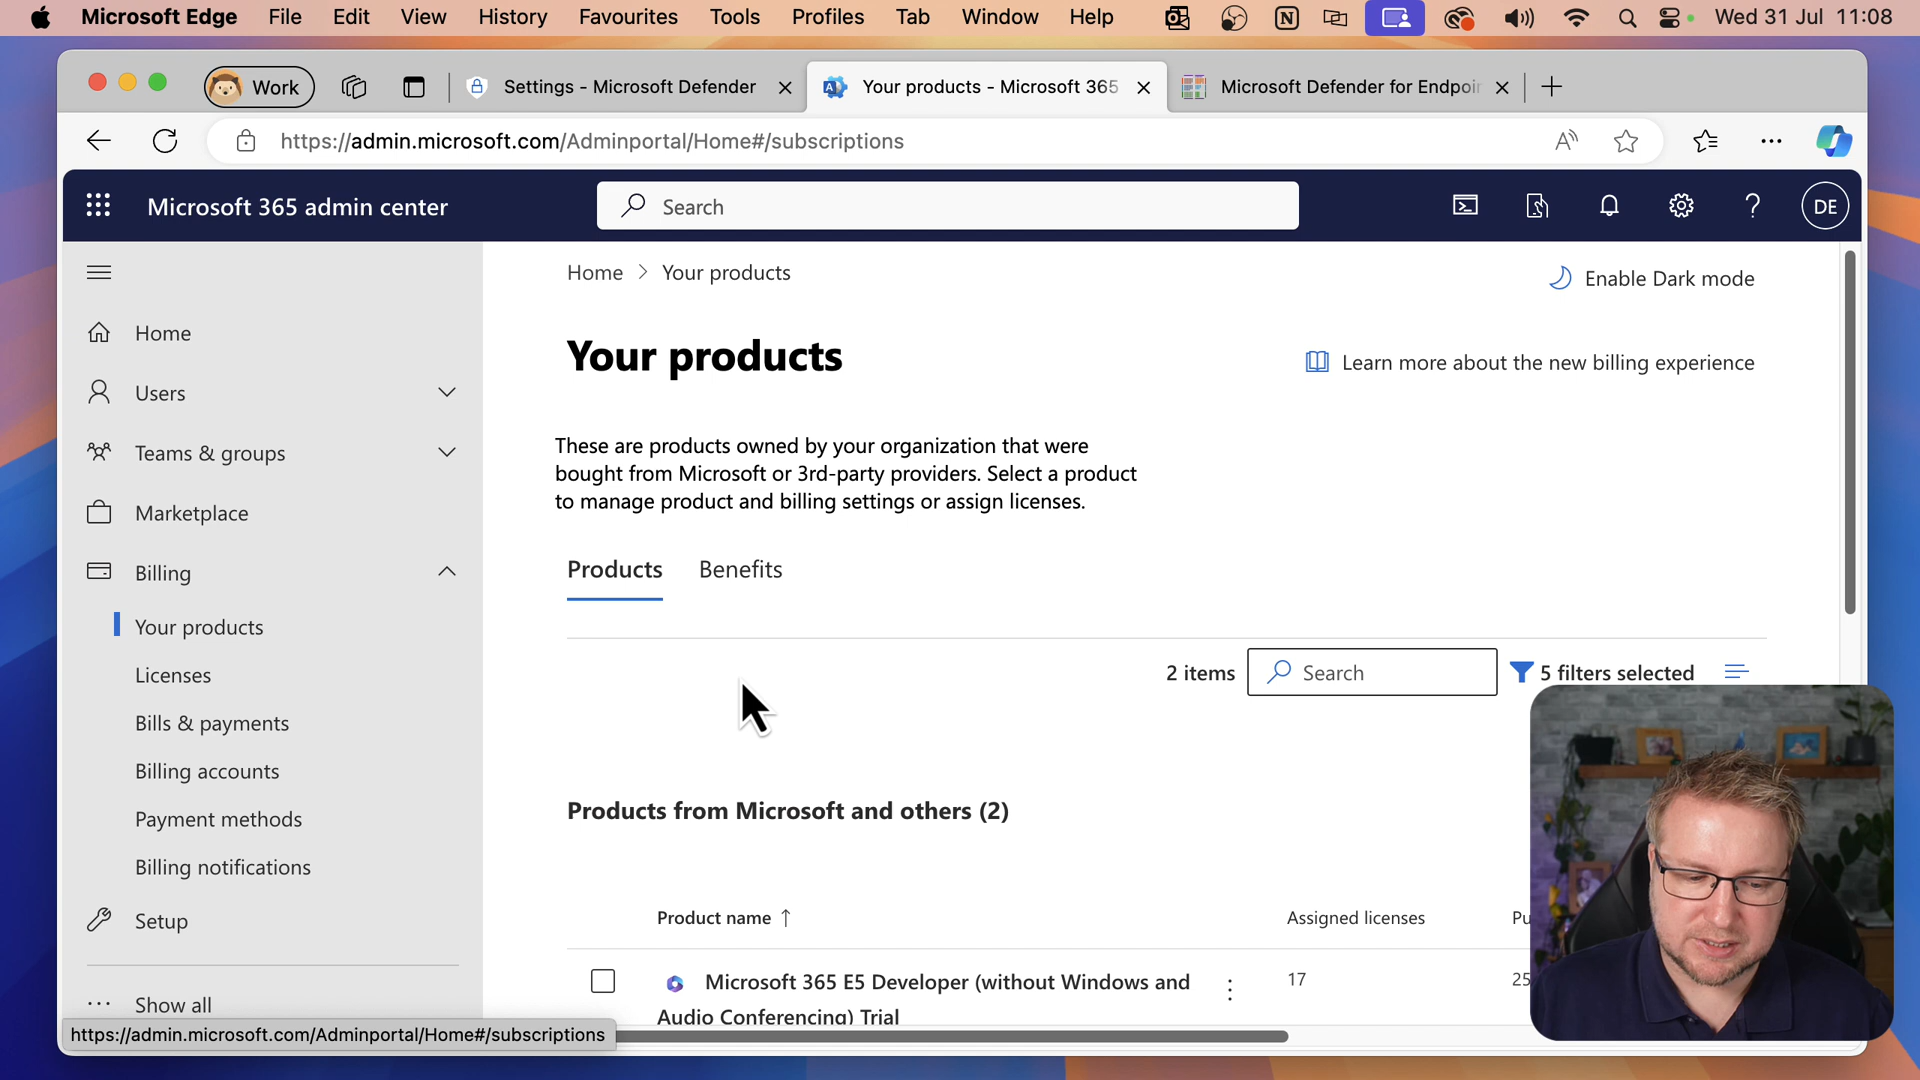 Microsoft Edge File Edit View History Favourites Tools Profiles Tab Window Help Wed 31 Jul 11:08
Work Settings - Microsoft Defender Your products - Microsoft 365 Microsoft Defender for Endpoin
https://admin.microsoft.com/Adminportal/Home#/subscriptions
Microsoft 365 admin center Search DE
Home > Your products
Enable Dark mode
Home
Your products
Learn more about the new billing experience
Users
Teams & groups
These are products owned by your organization that were
bought from Microsoft or 3rd-party providers. Select a product
to manage product and billing settings or assign licenses.
Marketplace
Billing
Products Benefits
Your products
Licenses
2 items Search 5 filters selected
Bills & payments
Billing accounts
Payment methods
Products from Microsoft and others (2)
Billing notifications
Setup
Product name ↑ Assigned licenses Pu
Microsoft 365 E5 Developer (without Windows and
Audio Conferencing) Trial
17 25
Show all
https://admin.microsoft.com/Adminportal/Home#/subscriptions